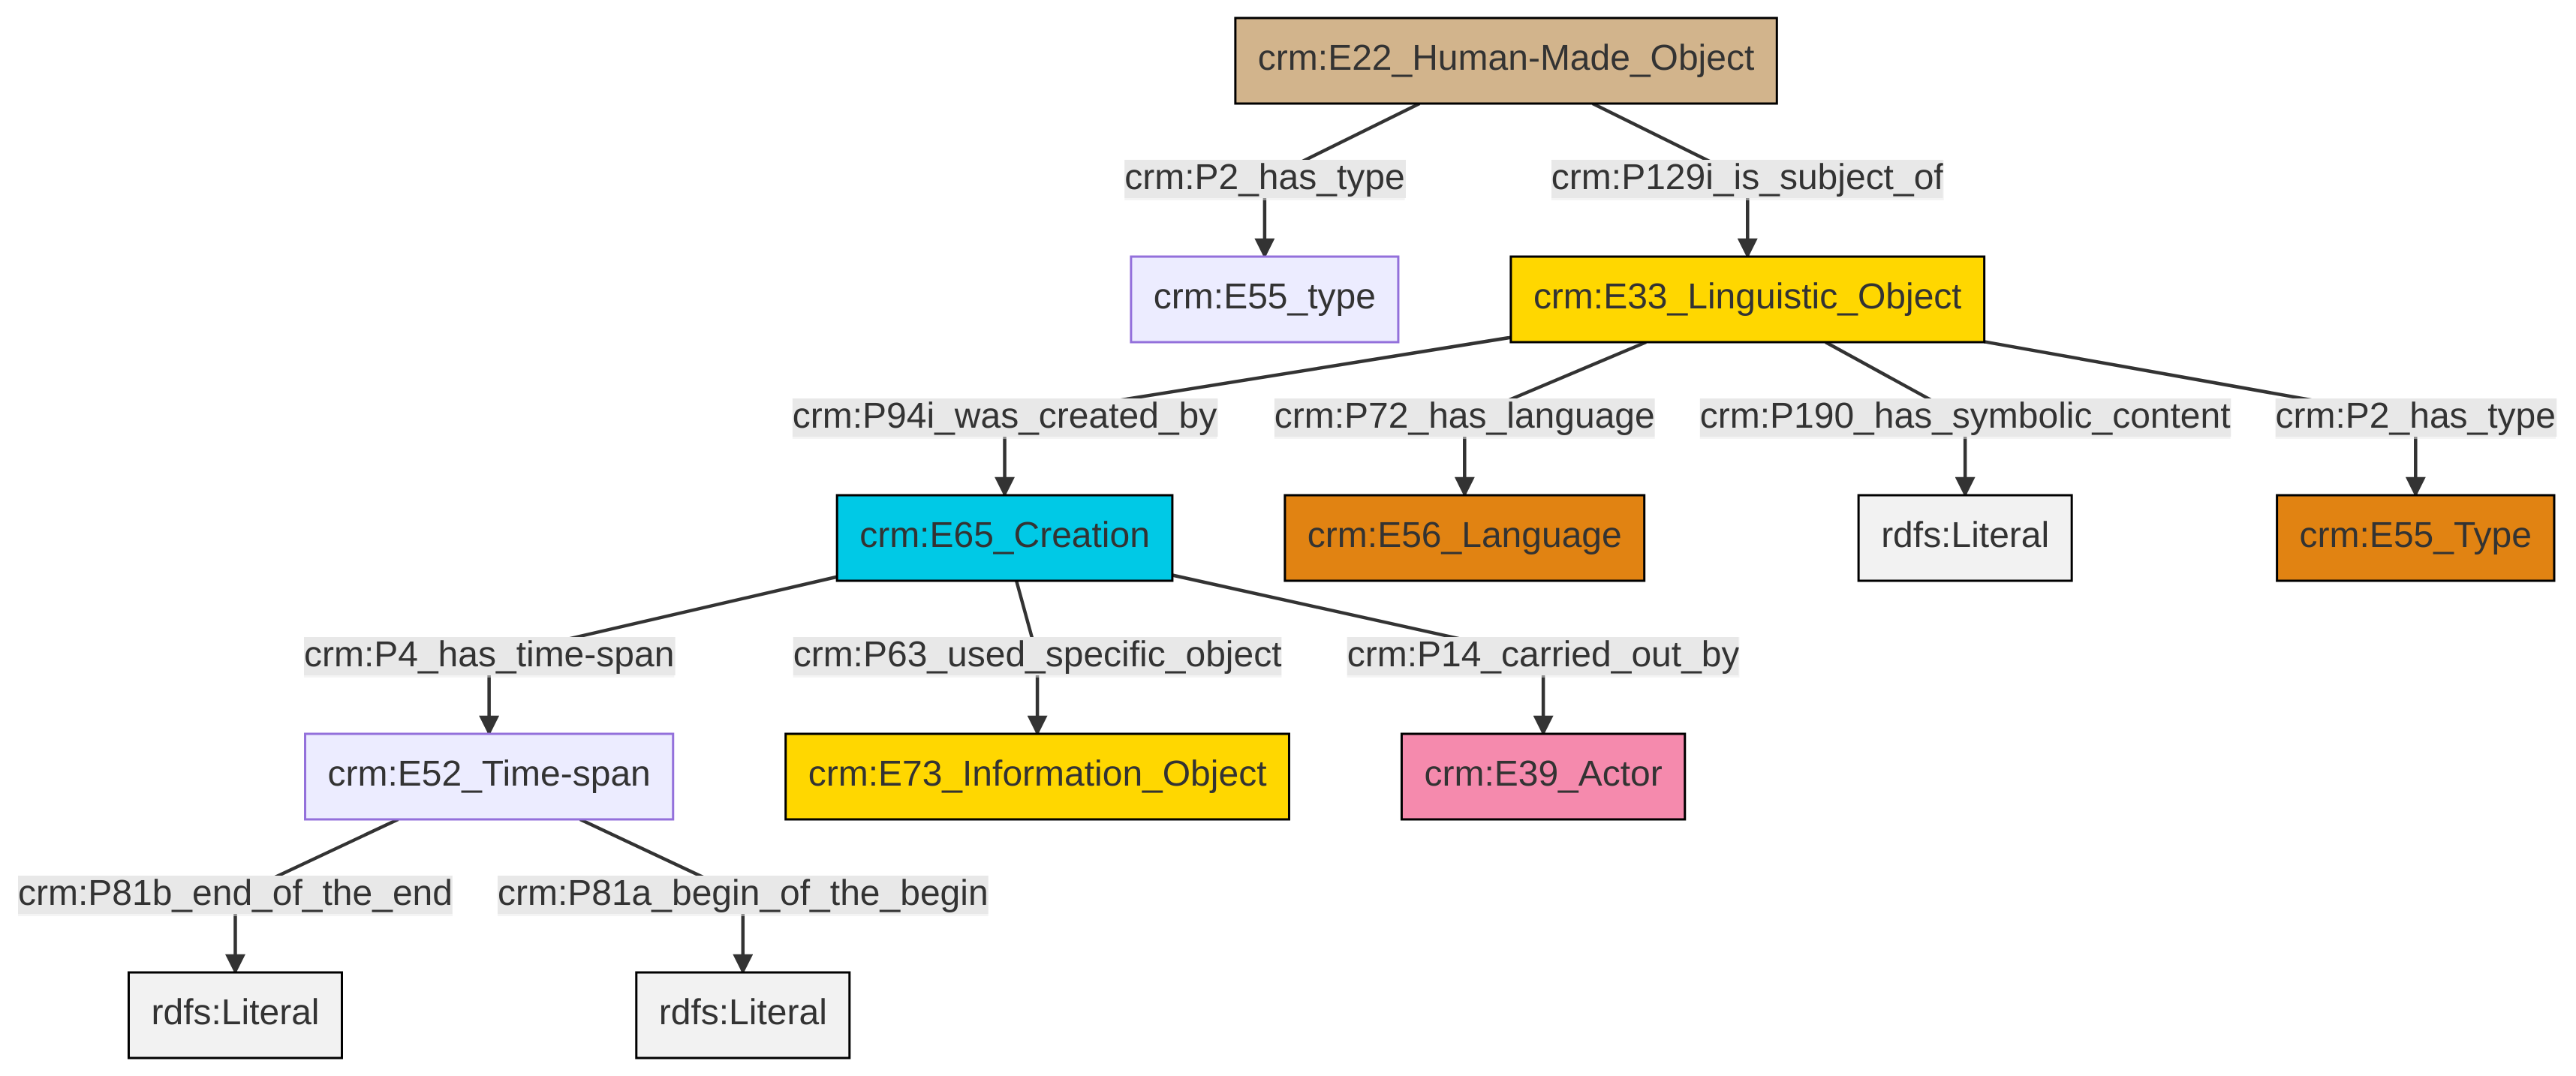 crm:E22_Human-Made_Object
crm:P2_has_type
crm:P129i_is_subject_of
crm:E55_type
crm:E33_Linguistic_Object
crm:P94i_was_created_by
crm:P72_has_language
crm:P190_has_symbolic_content
crm:P2_has_type
crm:E65_Creation
crm:E56_Language
rdfs:Literal
crm:E55_Type
crm:P4_has_time-span
crm:P63_used_specific_object
crm:P14_carried_out_by
crm:E52_Time-span
crm:E73_Information_Object
crm:E39_Actor
crm:P81b_end_of_the_end
crm:P81a_begin_of_the_begin
rdfs:Literal
rdfs:Literal